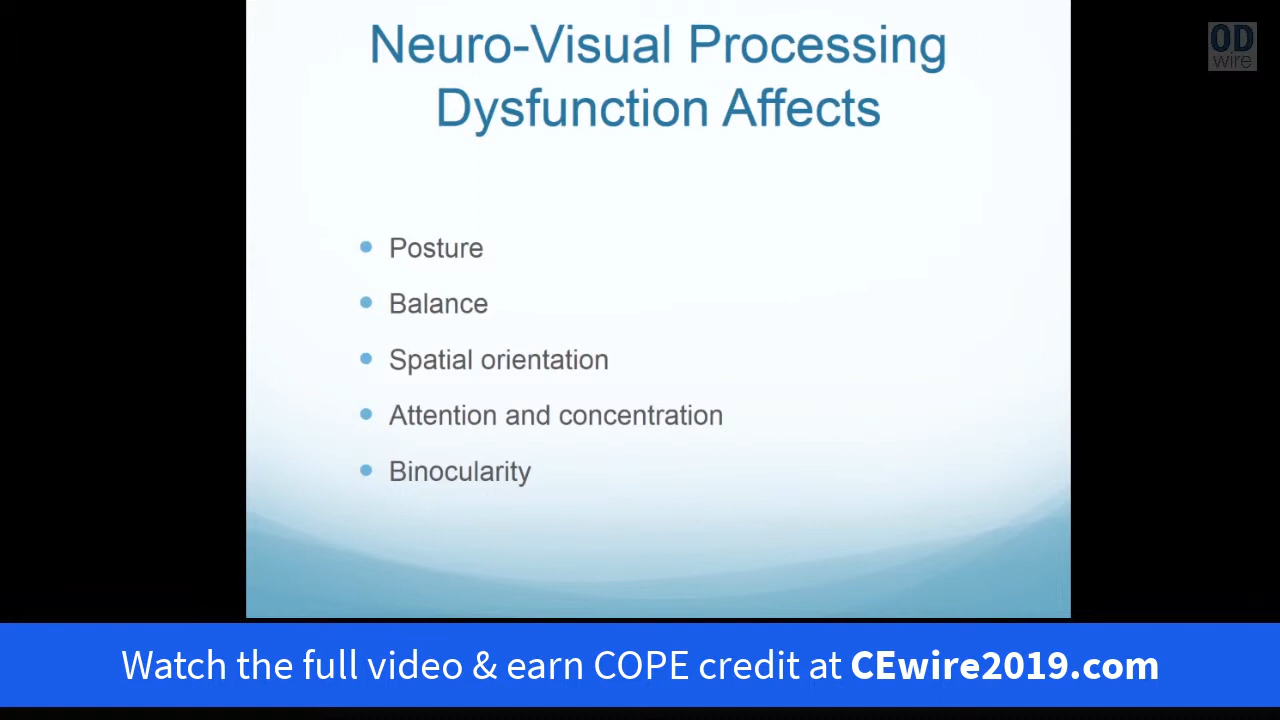 Neuro-Visual Processing
Dysfunction Affects
OD
wire
Posture
Balance
Spatial orientation
Attention and concentration
Binocularity
Watch the full video & earn COPE credit at CEwire2019.com